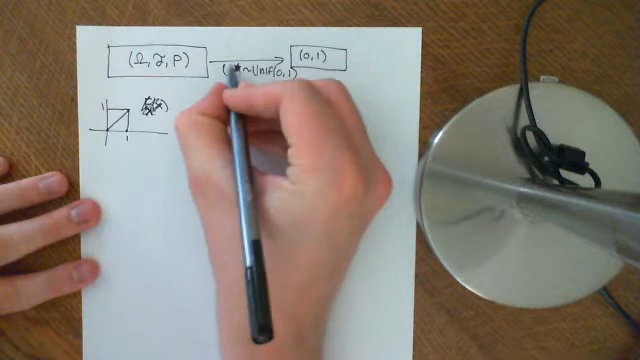 (Ω, ℱ, P)
(0,1)
~Unif(0,1)
1
1